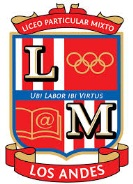 LICEO PARTICULAR MIXTO
L
UBI LABOR IBI VIRTUS
@
M
LOS ANDES